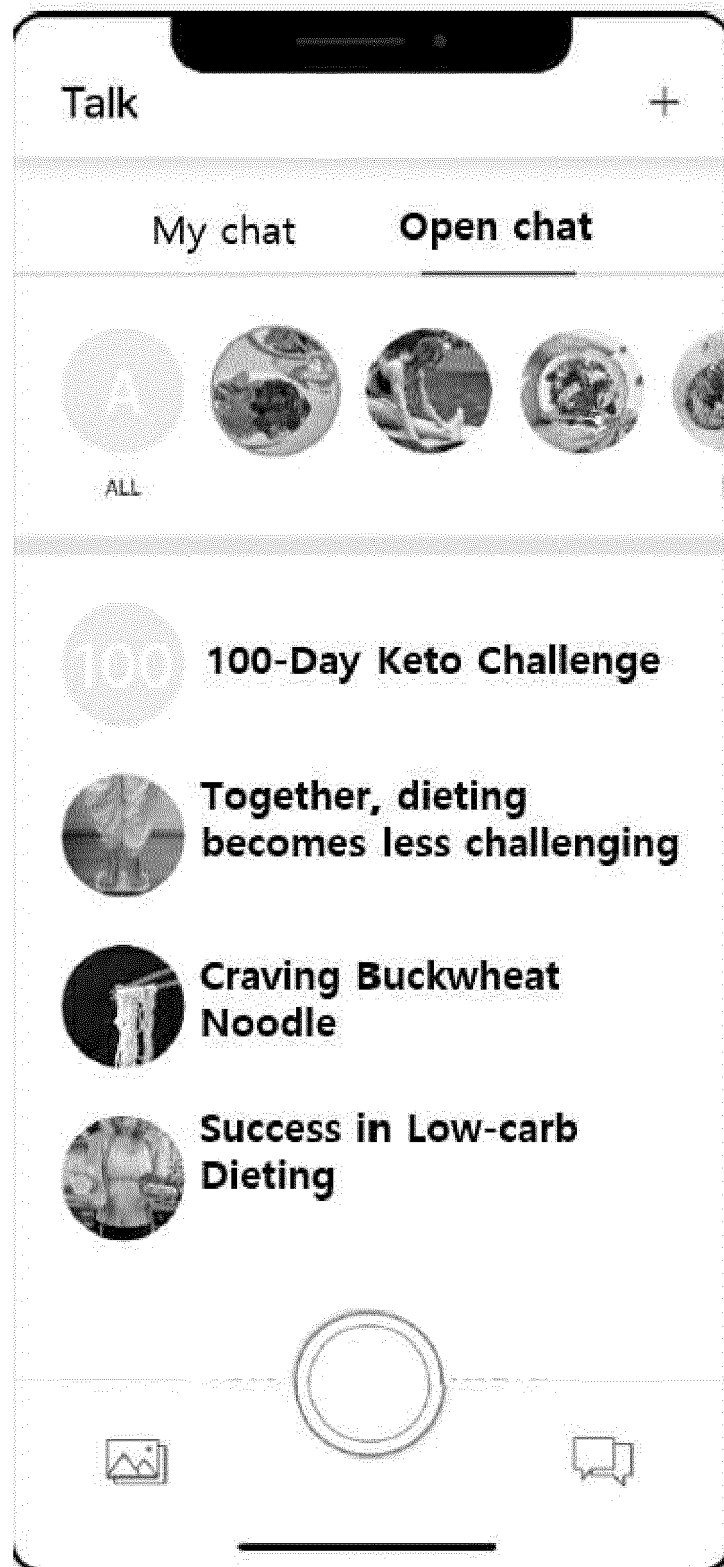 Talk
+
My chat
Open chat
A
ALL
100
100-Day Keto Challenge
Together, dieting
becomes less challenging
Craving Buckwheat
Noodle
Success in Low-carb
Dieting